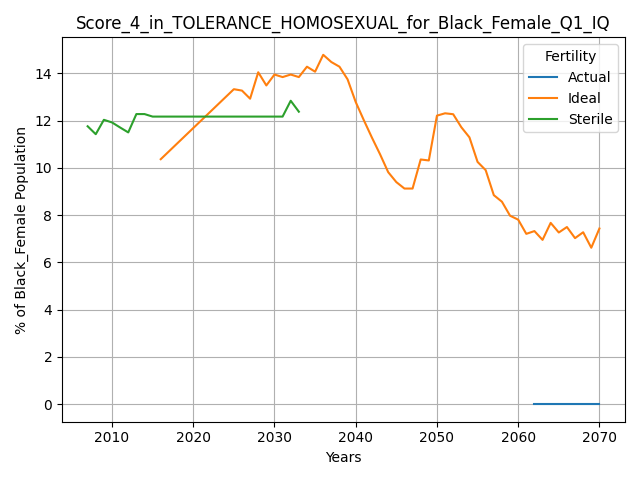 Score_4_in_TOLERANCE_HOMOSEXUAL_for_Black_Female_Q1_IQ
Fertility
Actual
Ideal
Sterile
% of Black_Female Population
14
12
10
8
6
4
2
0
2010 2020 2030 2040 2050 2060 2070
Years